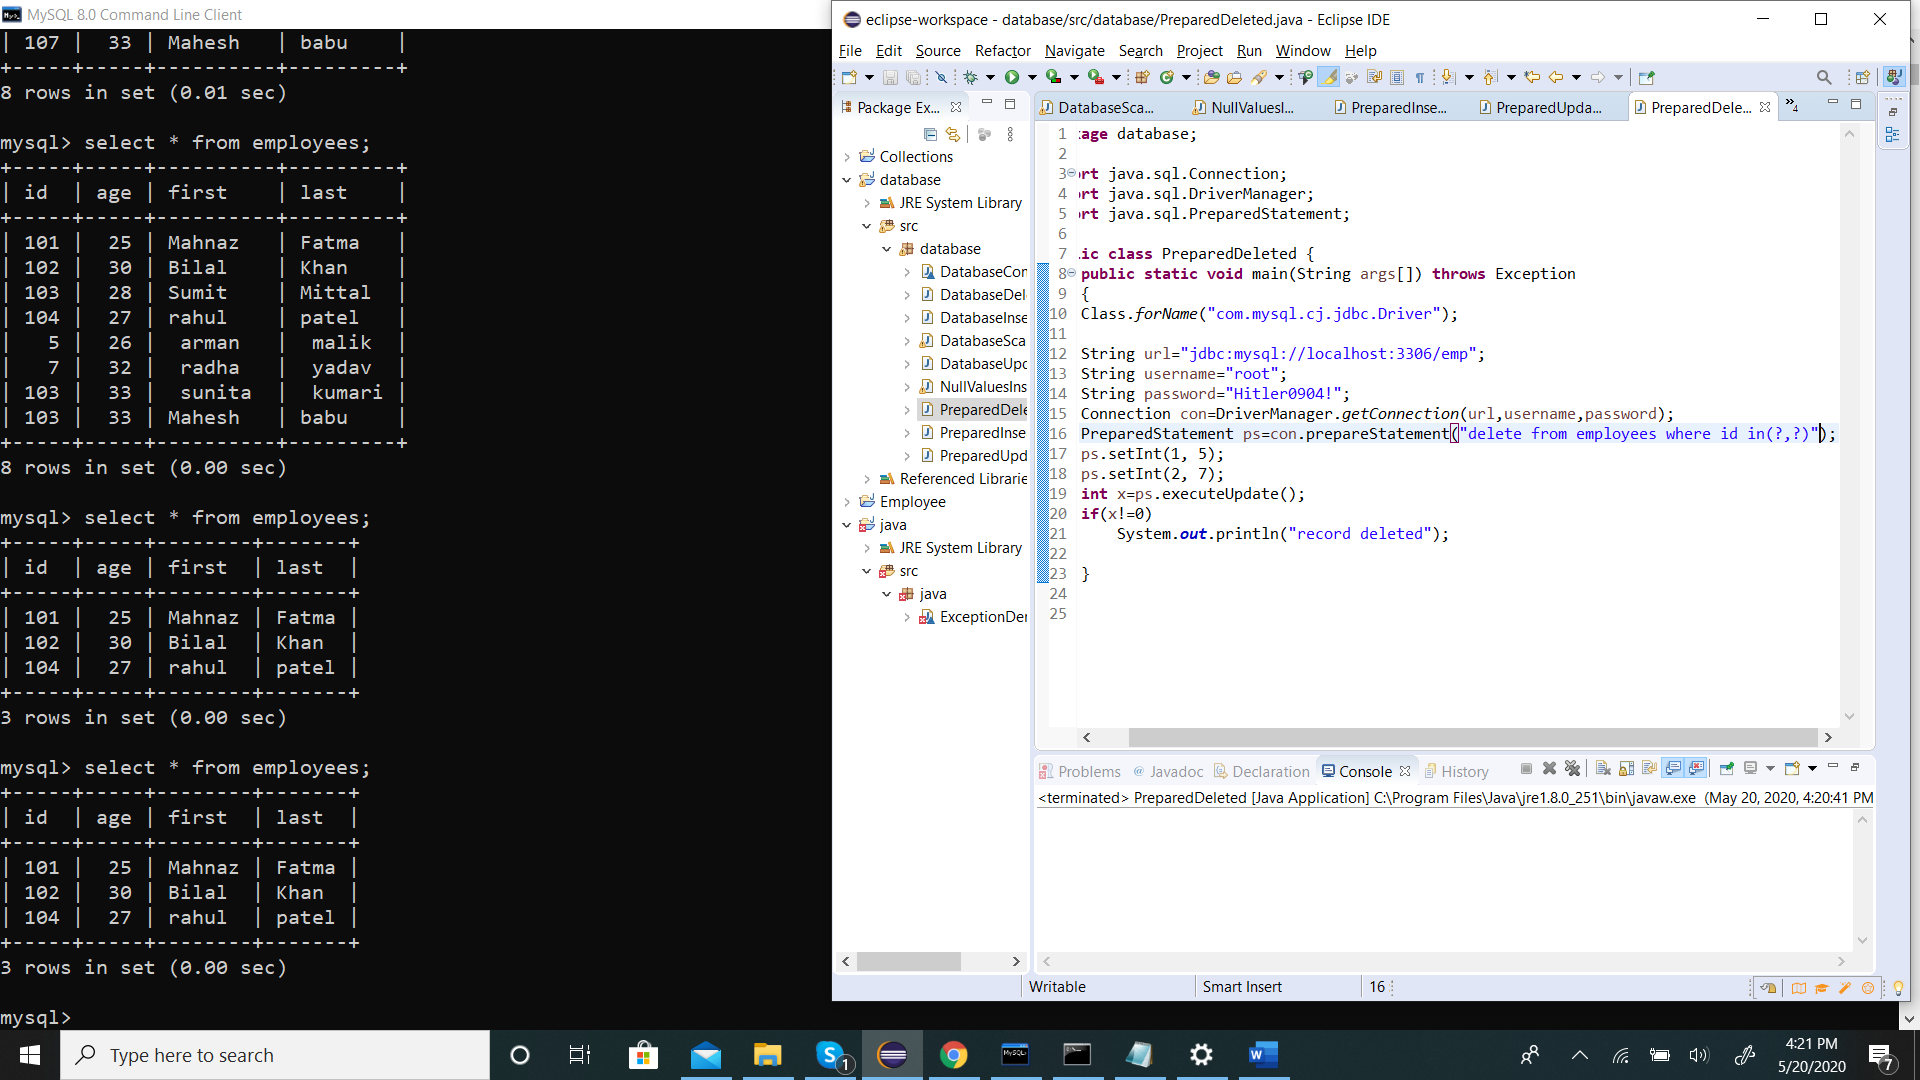 MySQL 8.0 Command Line Client
| 107 |  33 | Mahesh   | babu    |
+-----+-----+----------+---------+
8 rows in set (0.01 sec)
mysql> select * from employees;
+-----+-----+----------+---------+
| id  | age | first    | last    |
+-----+-----+----------+---------+
| 101 |  25 | Mahnaz   | Fatma   |
| 102 |  30 | Bilal    | Khan    |
| 103 |  28 | Sumit    | Mittal  |
| 104 |  27 | rahul    | patel   |
|   5 |  26 |  arman   |  malik  |
|   7 |  32 |  radha   |  yadav  |
| 103 |  33 |  sunita  |  kumari |
| 103 |  33 | Mahesh   | babu    |
+-----+-----+----------+---------+
8 rows in set (0.00 sec)
mysql> select * from employees;
+-----+-----+--------+-------+
| id  | age | first  | last  |
+-----+-----+--------+-------+
| 101 |  25 | Mahnaz | Fatma |
| 102 |  30 | Bilal  | Khan  |
| 104 |  27 | rahul  | patel |
+-----+-----+--------+-------+
3 rows in set (0.00 sec)
mysql> select * from employees;
+-----+-----+--------+-------+
| id  | age | first  | last  |
+-----+-----+--------+-------+
| 101 |  25 | Mahnaz | Fatma |
| 102 |  30 | Bilal  | Khan  |
| 104 |  27 | rahul  | patel |
+-----+-----+--------+-------+
3 rows in set (0.00 sec)
mysql>
eclipse-workspace - database/src/database/PreparedDeleted.java - Eclipse IDE
File Edit Source Refactor Navigate Search Project Run Window Help
Package Ex...
Collections
database
JRE System Library
src
database
DatabaseCon
DatabaseDel
DatabaseInse
DatabaseSca
DatabaseUpd
NullValuesIns
PreparedDele
PreparedInse
PreparedUpd
Referenced Librarie
Employee
java
JRE System Library
src
java
ExceptionDer
DatabaseSca... NullValuesI... PreparedInse... PreparedUpda... PreparedDele... »4
1 age database;
2
3 rt java.sql.Connection;
4 rt java.sql.DriverManager;
5 rt java.sql.PreparedStatement;
6
7 ic class PreparedDeleted {
8 public static void main(String args[]) throws Exception
9 {
10 Class.forName("com.mysql.cj.jdbc.Driver");
11
12 String url="jdbc:mysql://localhost:3306/emp";
13 String username="root";
14 String password="Hitler0904!";
15 Connection con=DriverManager.getConnection(url,username,password);
16 PreparedStatement ps=con.prepareStatement("delete from employees where id in(?,?)");
17 ps.setInt(1, 5);
18 ps.setInt(2, 7);
19 int x=ps.executeUpdate();
20 if(x!=0)
21 System.out.println("record deleted");
22
23 }
24
25
Problems Javadoc Declaration Console History
<terminated> PreparedDeleted [Java Application] C:\Program Files\Java\jre1.8.0_251\bin\javaw.exe (May 20, 2020, 4:20:41 PM
Writable Smart Insert 16
Type here to search
1
4:21 PM
5/20/2020
7